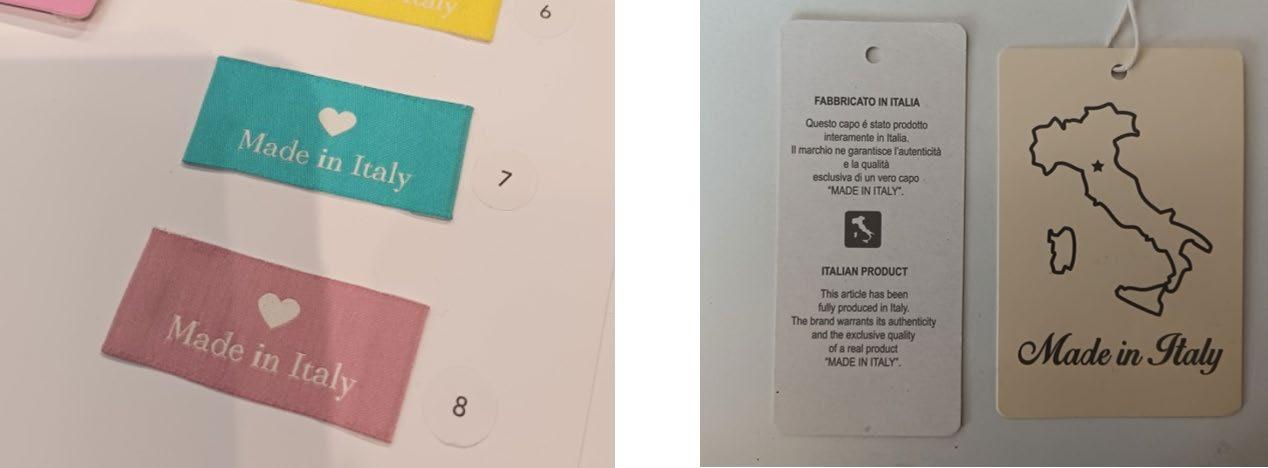 Italy
6
Made in Italy
7
Made in Italy
8
FABBRICATO IN ITALIA
Questo capo é stato prodotto
interamente in Italia.
Il marchio ne garantisce l'autenticità
e la qualità
esclusiva di un vero capo
"MADE IN ITALY".
ITALIAN PRODUCT
This article has been
fully produced in Italy.
The brand warrants its authenticity
and the exclusive quality
of a real product
"MADE IN ITALY".
Made in Italy